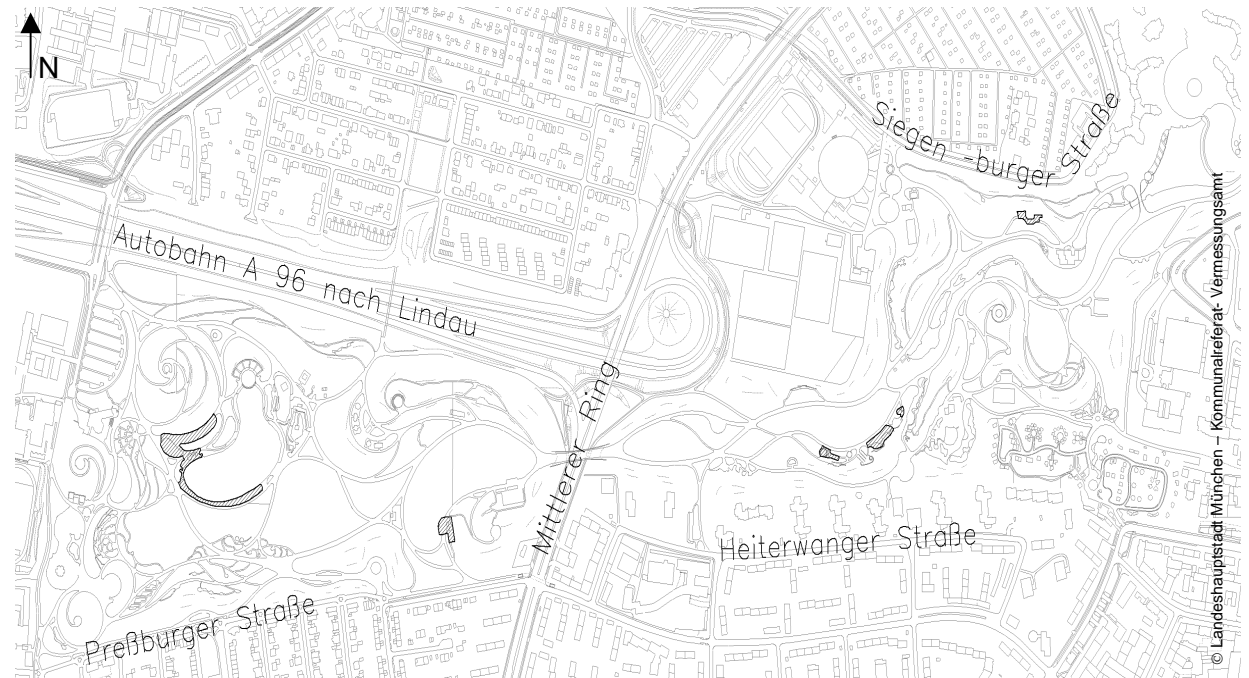 N
Siegen -burger Straße
Autobahn A 96 nach Lindau
Mittlerer Ring
Heiterwanger Straße
Preßburger Straße
© Landeshauptstadt München – Kommunalreferat- Vermessungsamt